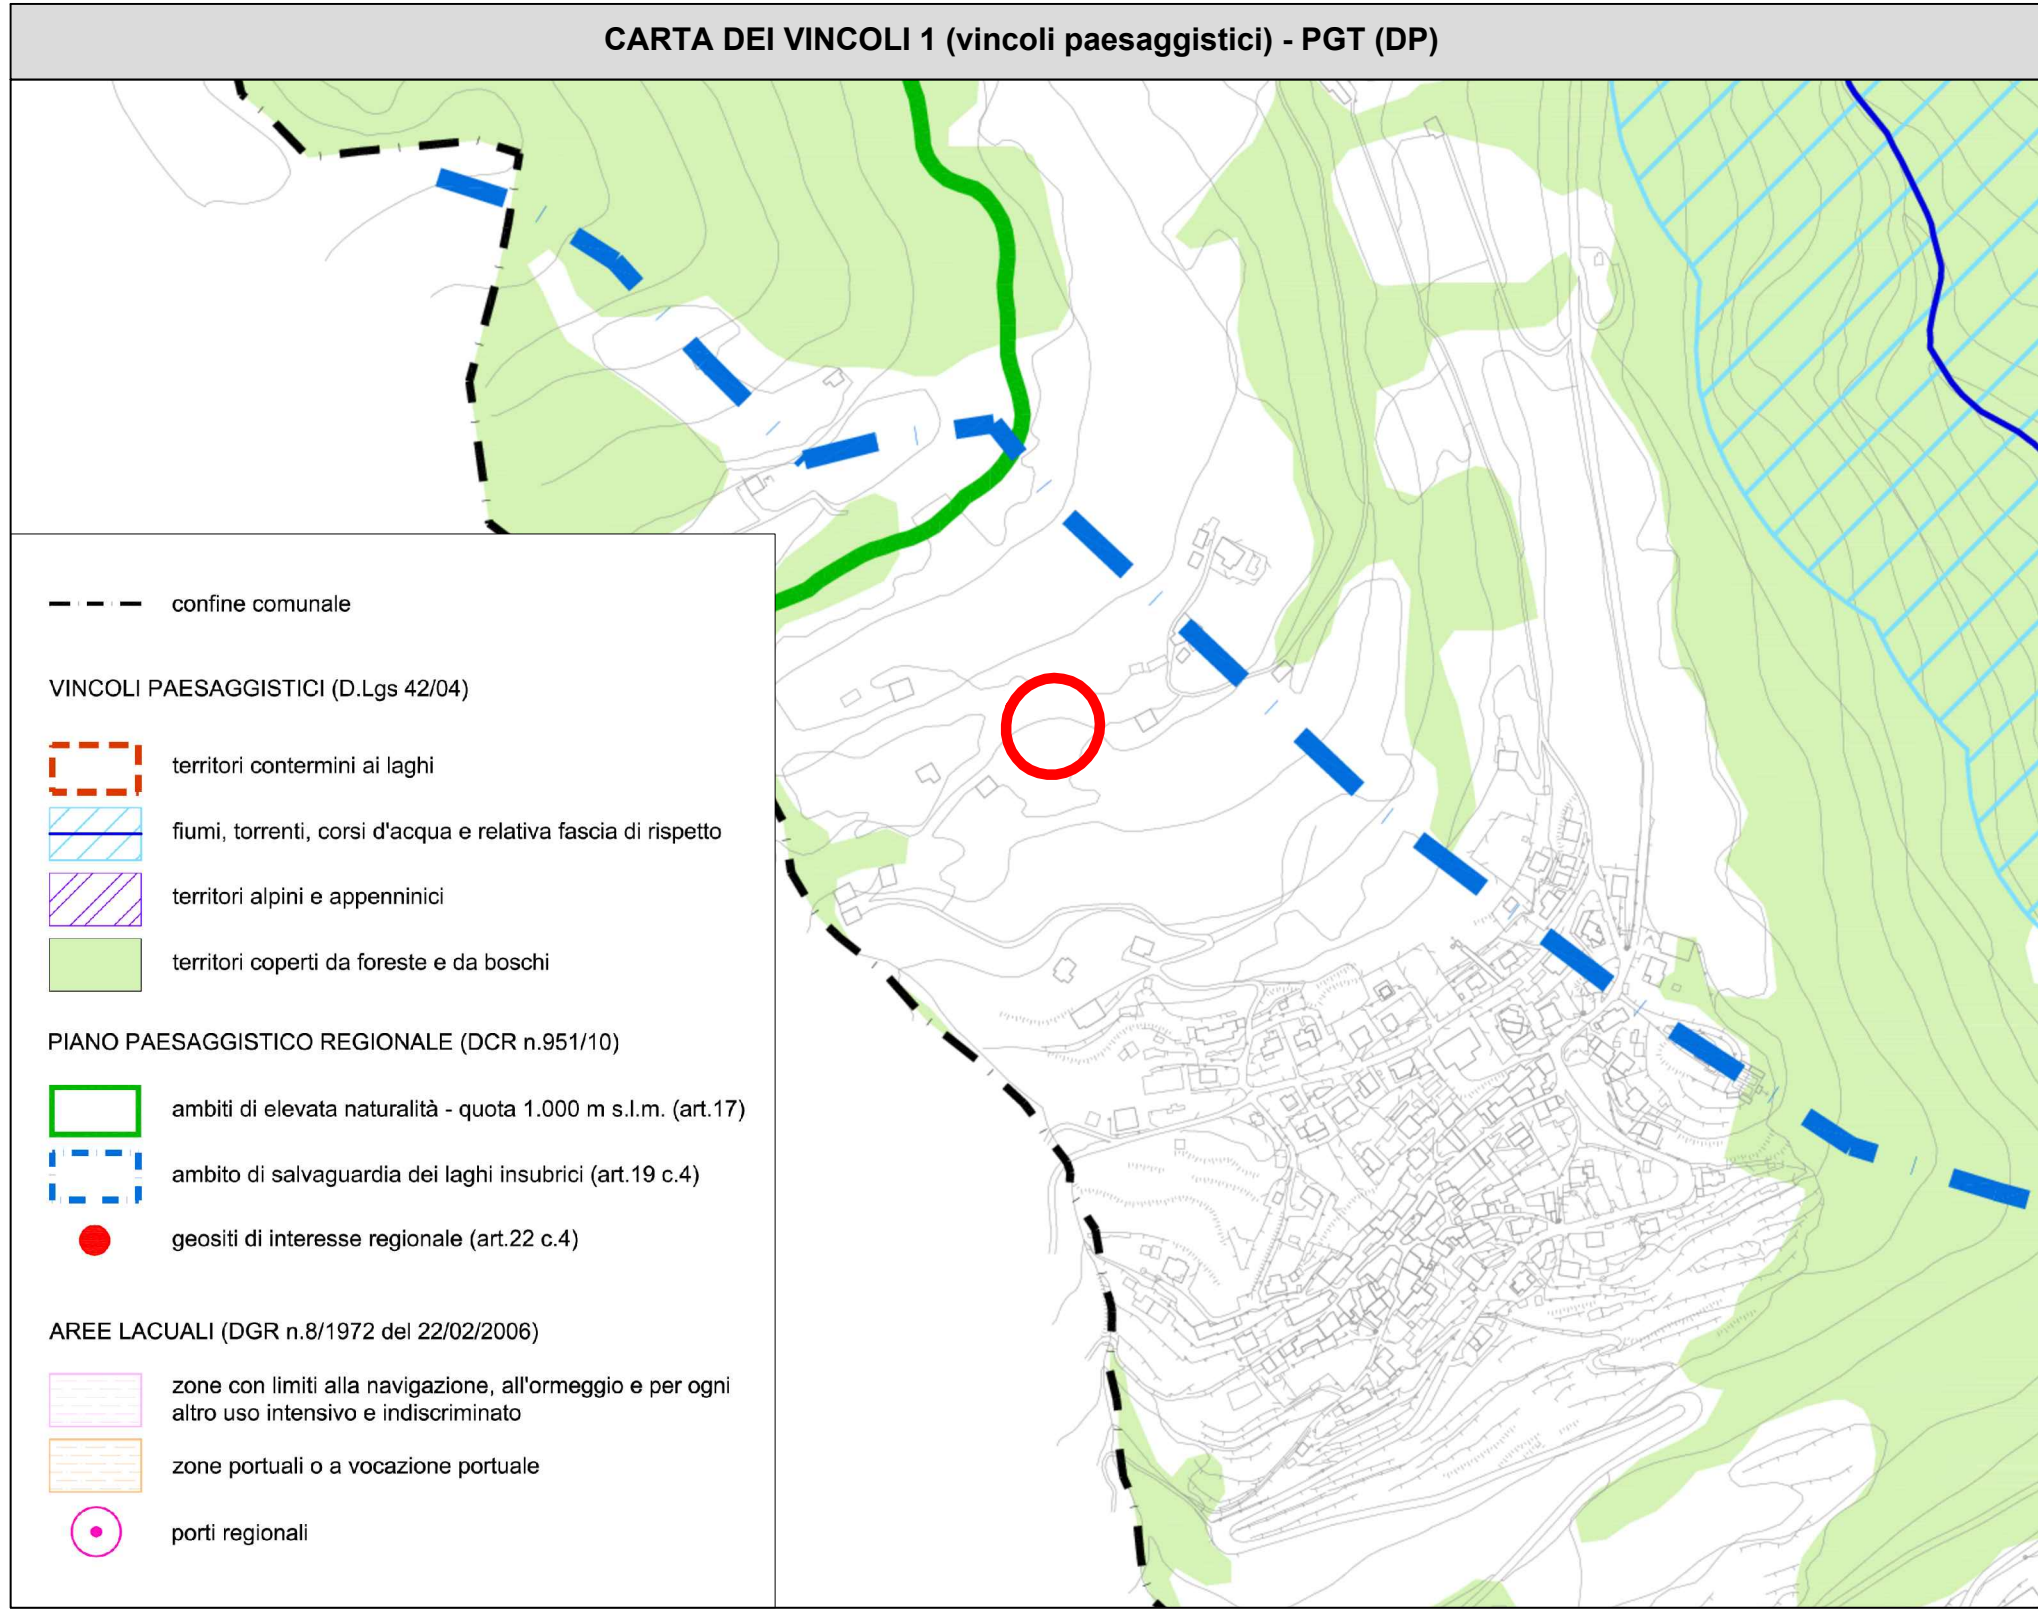 CARTA DEI VINCOLI 1 (vincoli paesaggistici) - PGT (DP)
confine comunale
VINCOLI PAESAGGISTICI (D.Lgs 42/04)
territori contermini ai laghi
fiumi, torrenti, corsi d'acqua e relativa fascia di rispetto
territori alpini e appenninici
territori coperti da foreste e da boschi
PIANO PAESAGGISTICO REGIONALE (DCR n.951/10)
ambiti di elevata naturalità - quota 1.000 m s.l.m. (art.17)
ambito di salvaguardia dei laghi insubrici (art.19 c.4)
geositi di interesse regionale (art.22 c.4)
AREE LACUALI (DGR n.8/1972 del 22/02/2006)
zone con limiti alla navigazione, all'ormeggio e per ogni
altro uso intensivo e indiscriminato
zone portuali o a vocazione portuale
porti regionali